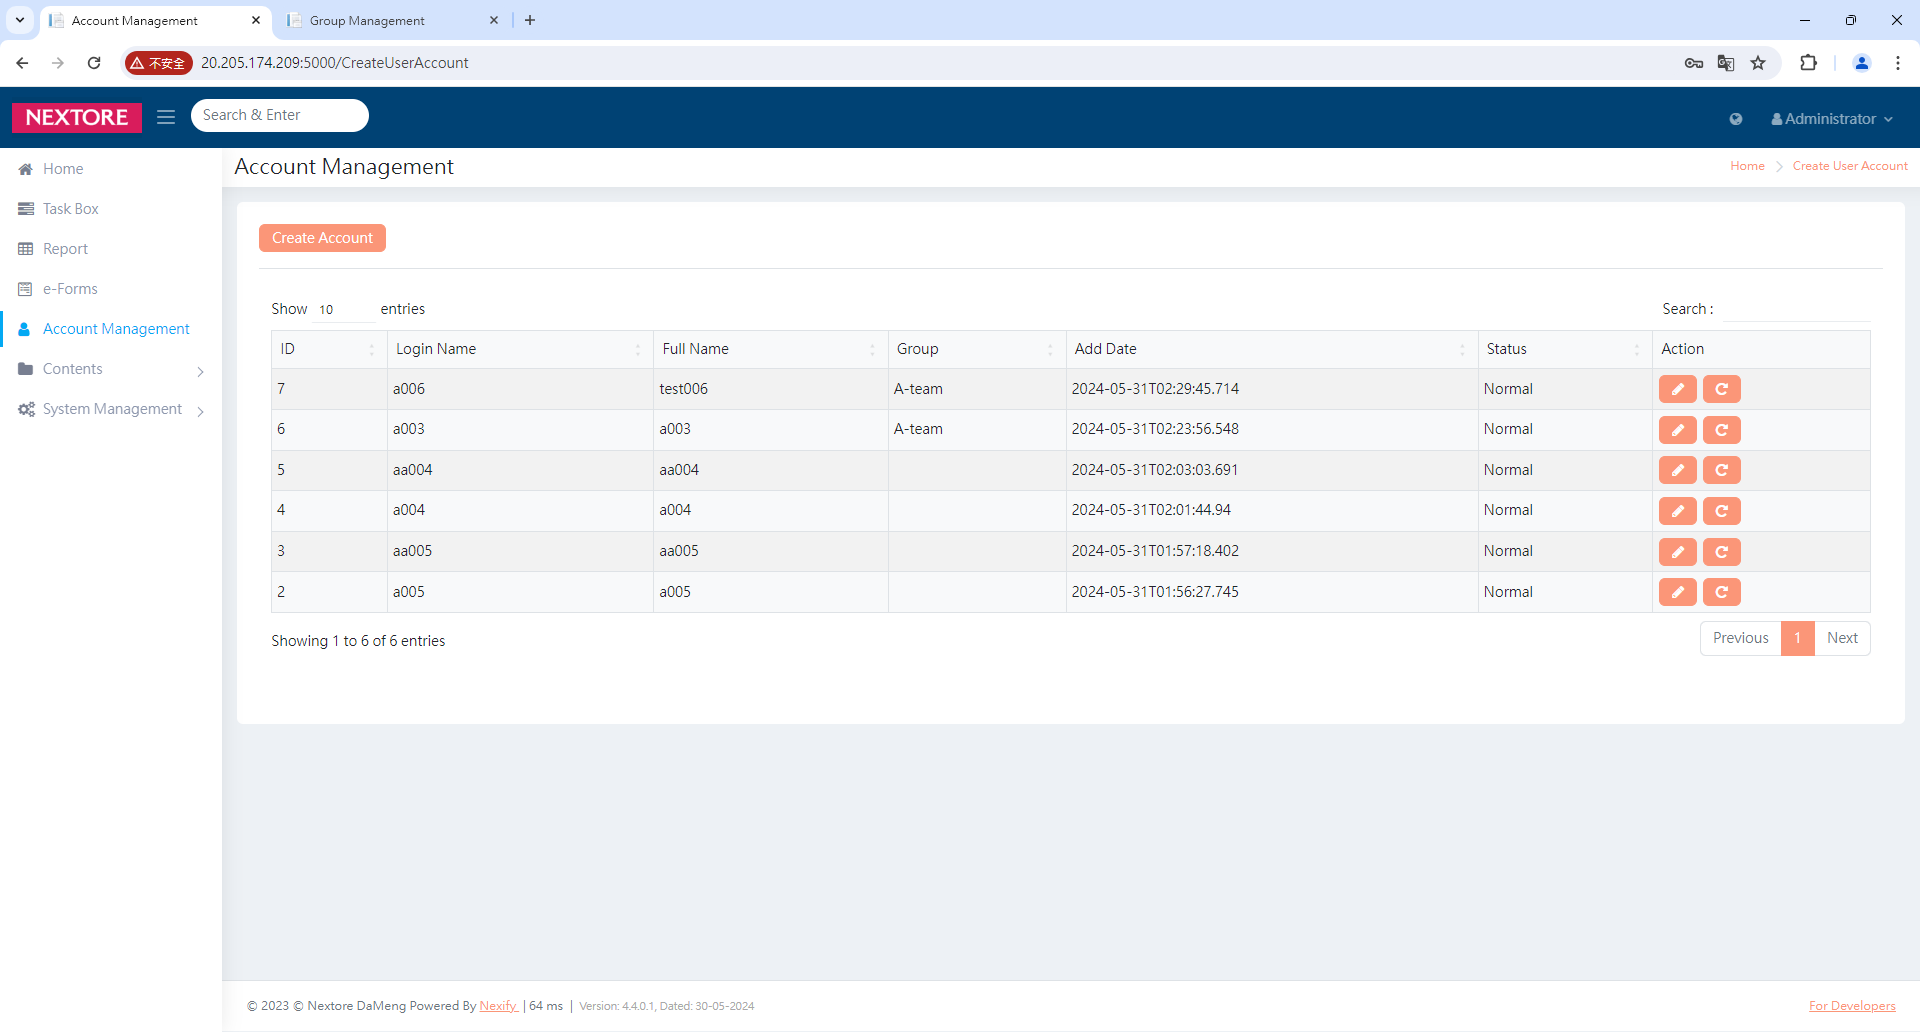 Account Management
Group Management
不安全
20.205.174.209:5000/CreateUserAccount
NEXTORE
Search & Enter
Administrator
Home
Task Box
Report
e-Forms
Account Management
Contents
System Management
Account Management
Home > Create User Account
Create Account
Show 10 entries
Search :
ID Login Name Full Name Group Add Date Status Action
7 a006 test006 A-team 2024-05-31T02:29:45.714 Normal
6 a003 a003 A-team 2024-05-31T02:23:56.548 Normal
5 aa004 aa004 2024-05-31T02:03:03.691 Normal
4 a004 a004 2024-05-31T02:01:44.94 Normal
3 aa005 aa005 2024-05-31T01:57:18.402 Normal
2 a005 a005 2024-05-31T01:56:27.745 Normal
Showing 1 to 6 of 6 entries
Previous 1 Next
© 2023 © Nextore DaMeng Powered By Nexify | 64 ms | Version: 4.4.0.1, Dated: 30-05-2024
For Developers